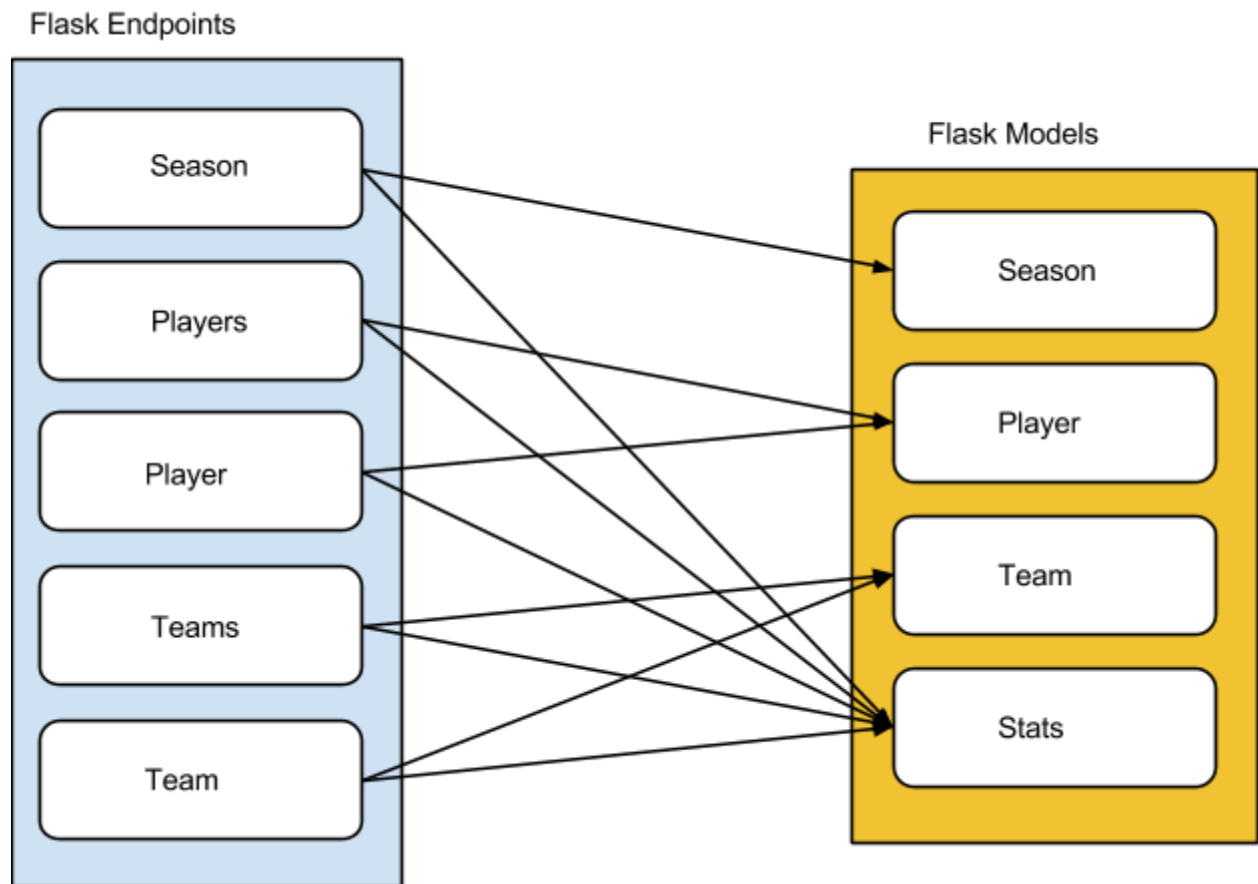 Flask Endpoints
Season
Players
Player
Teams
Team
Flask Models
Season
Player
Team
Stats